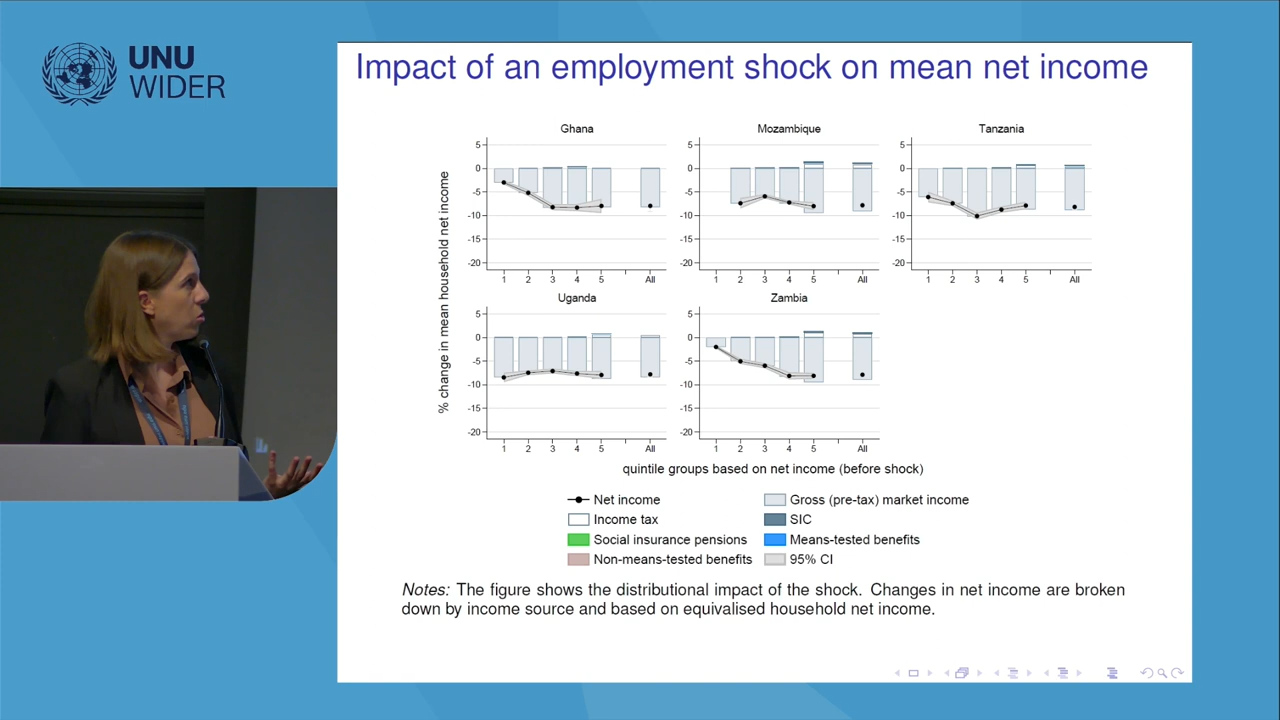 UNU
WIDER
Impact of an employment shock on mean net income
% change in mean household net income
Ghana
5
0
-5
-10
-15
-20
1 2 3 4 5 All
Mozambique
5
0
-5
-10
-15
-20
1 2 3 4 5 All
Tanzania
5
0
-5
-10
-15
-20
1 2 3 4 5 All
Uganda
5
0
-5
-10
-15
-20
1 2 3 4 5 All
Zambia
5
0
-5
-10
-15
-20
1 2 3 4 5 All
quintile groups based on net income (before shock)
Net income
Gross (pre-tax) market income
Income tax
SIC
Social insurance pensions
Means-tested benefits
Non-means-tested benefits
95% CI
Notes: The figure shows the distributional impact of the shock. Changes in net income are broken
down by income source and based on equivalised household net income.